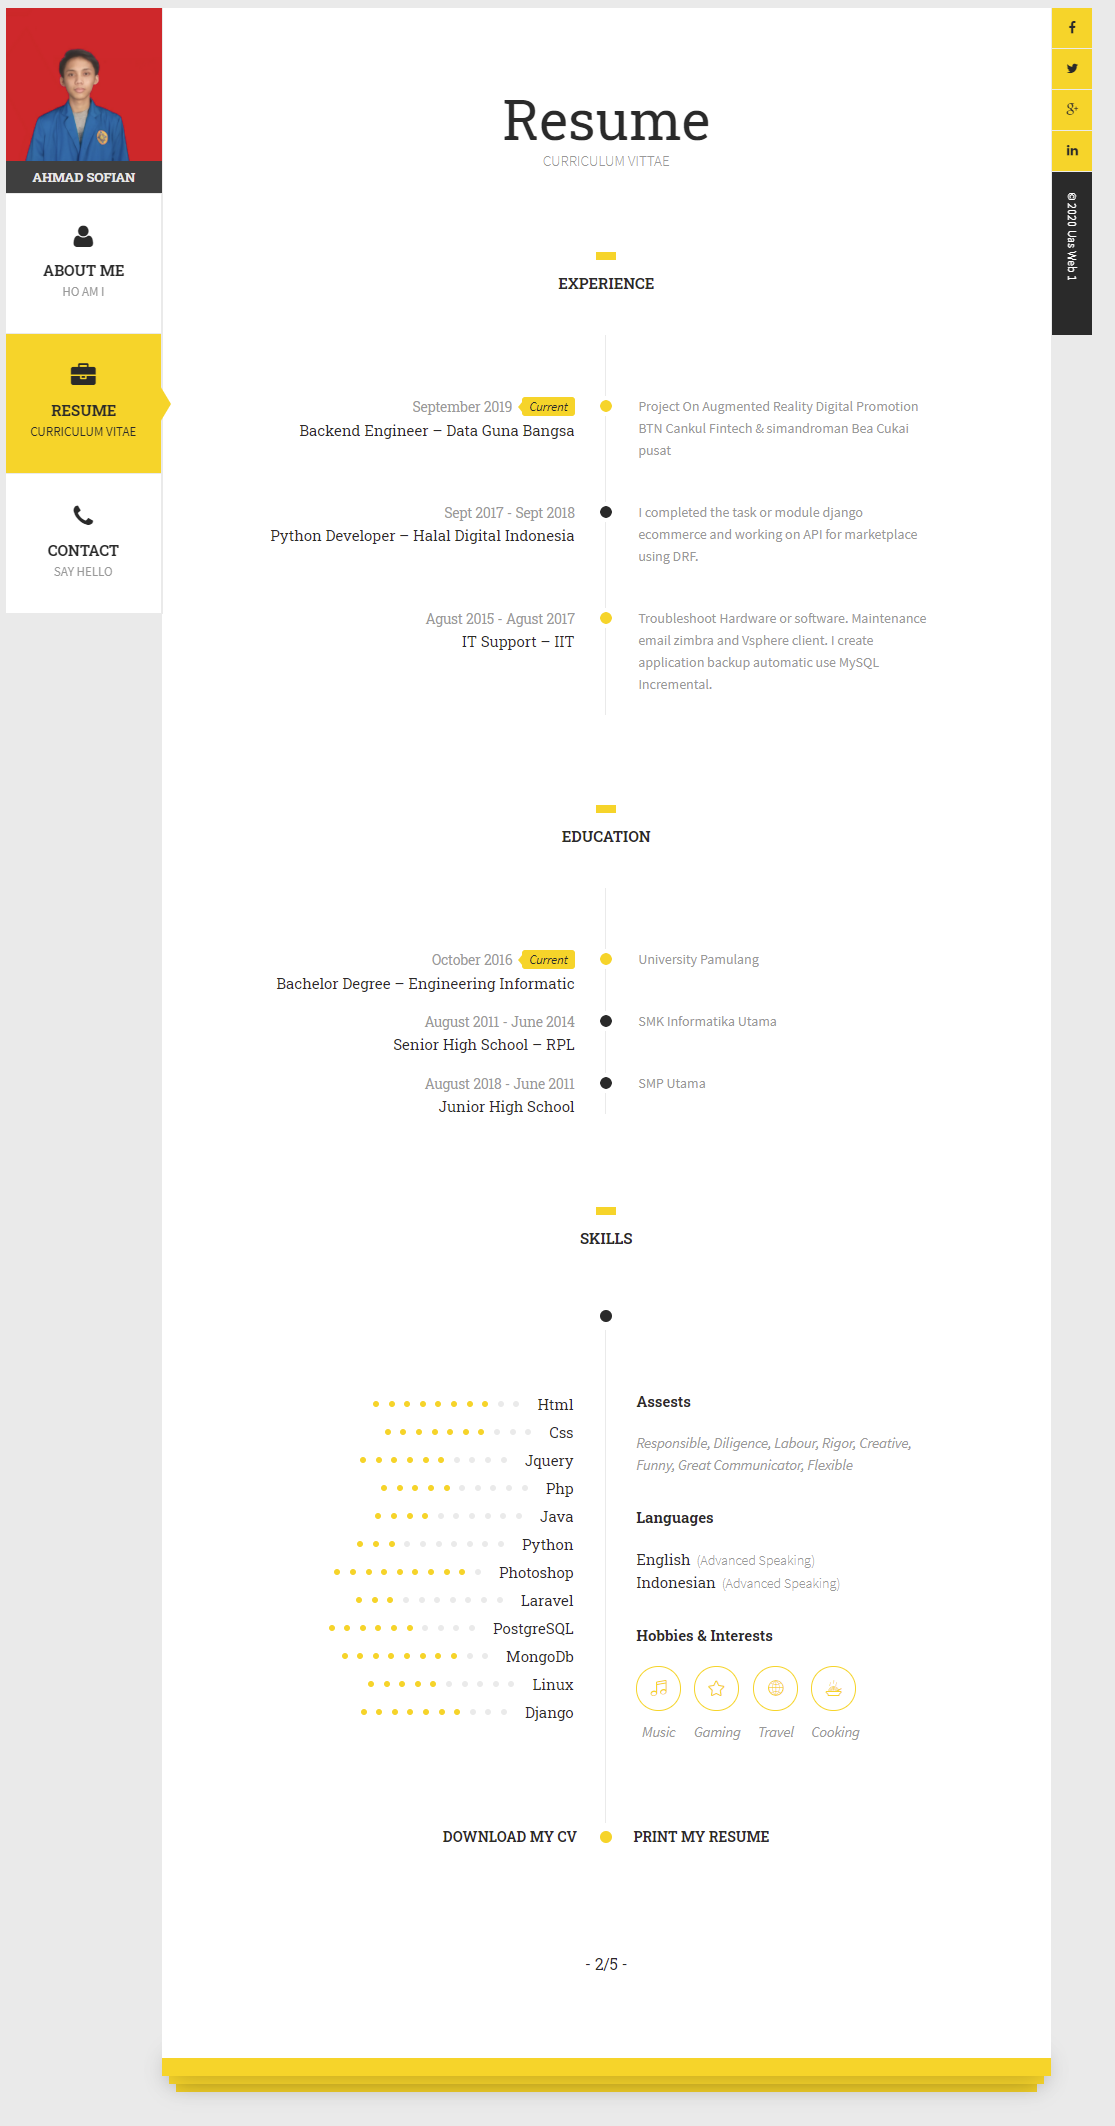 AHMAD SOFIAN
ABOUT ME
HO AM I
RESUME
CURRICULUM VITAE
CONTACT
SAY HELLO
Resume
CURRICULUM VITTAE
EXPERIENCE
September 2019 Current
Backend Engineer – Data Guna Bangsa
Project On Augmented Reality Digital Promotion
BTN Cankul Fintech & simandroman Bea Cukai
pusat
Sept 2017 - Sept 2018
Python Developer – Halal Digital Indonesia
I completed the task or module django
ecommerce and working on API for marketplace
using DRF.
Agust 2015 - Agust 2017
IT Support – IIT
Troubleshoot Hardware or software. Maintenance
email zimbra and Vsphere client. I create
application backup automatic use MySQL
Incremental.
EDUCATION
October 2016 Current
Bachelor Degree – Engineering Informatic
University Pamulang
August 2011 - June 2014
Senior High School – RPL
SMK Informatika Utama
August 2018 - June 2011
Junior High School
SMP Utama
SKILLS
Html
Css
Jquery
Php
Java
Python
Photoshop
Laravel
PostgreSQL
MongoDb
Linux
Django
Assests
Responsible, Diligence, Labour, Rigor, Creative,
Funny, Great Communicator, Flexible
Languages
English (Advanced Speaking)
Indonesian (Advanced Speaking)
Hobbies & Interests
Music Gaming Travel Cooking
DOWNLOAD MY CV
PRINT MY RESUME
- 2/5 -
© 2020 Uas Web 1